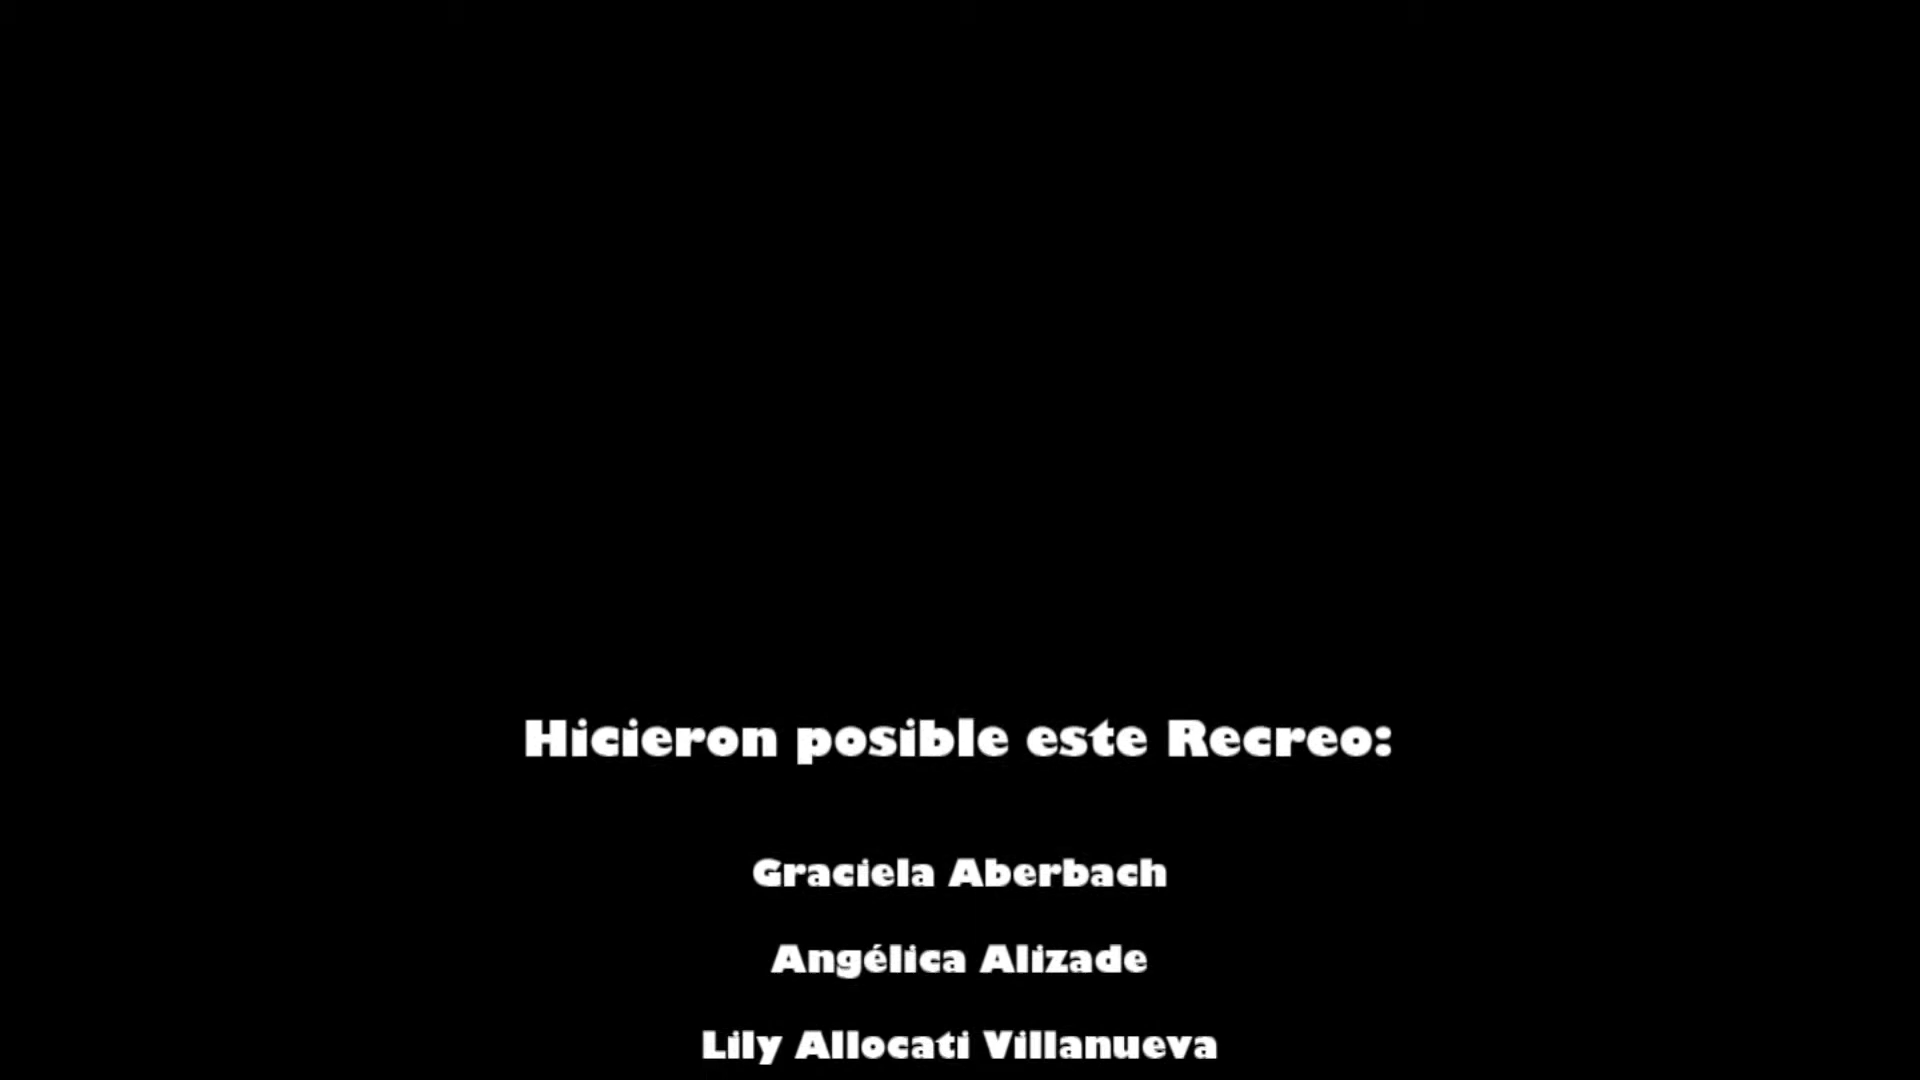 Hicieron posible este Recreo:
Graciela Aberbach
Angélica Alizade
Lily Allocati Villanueva